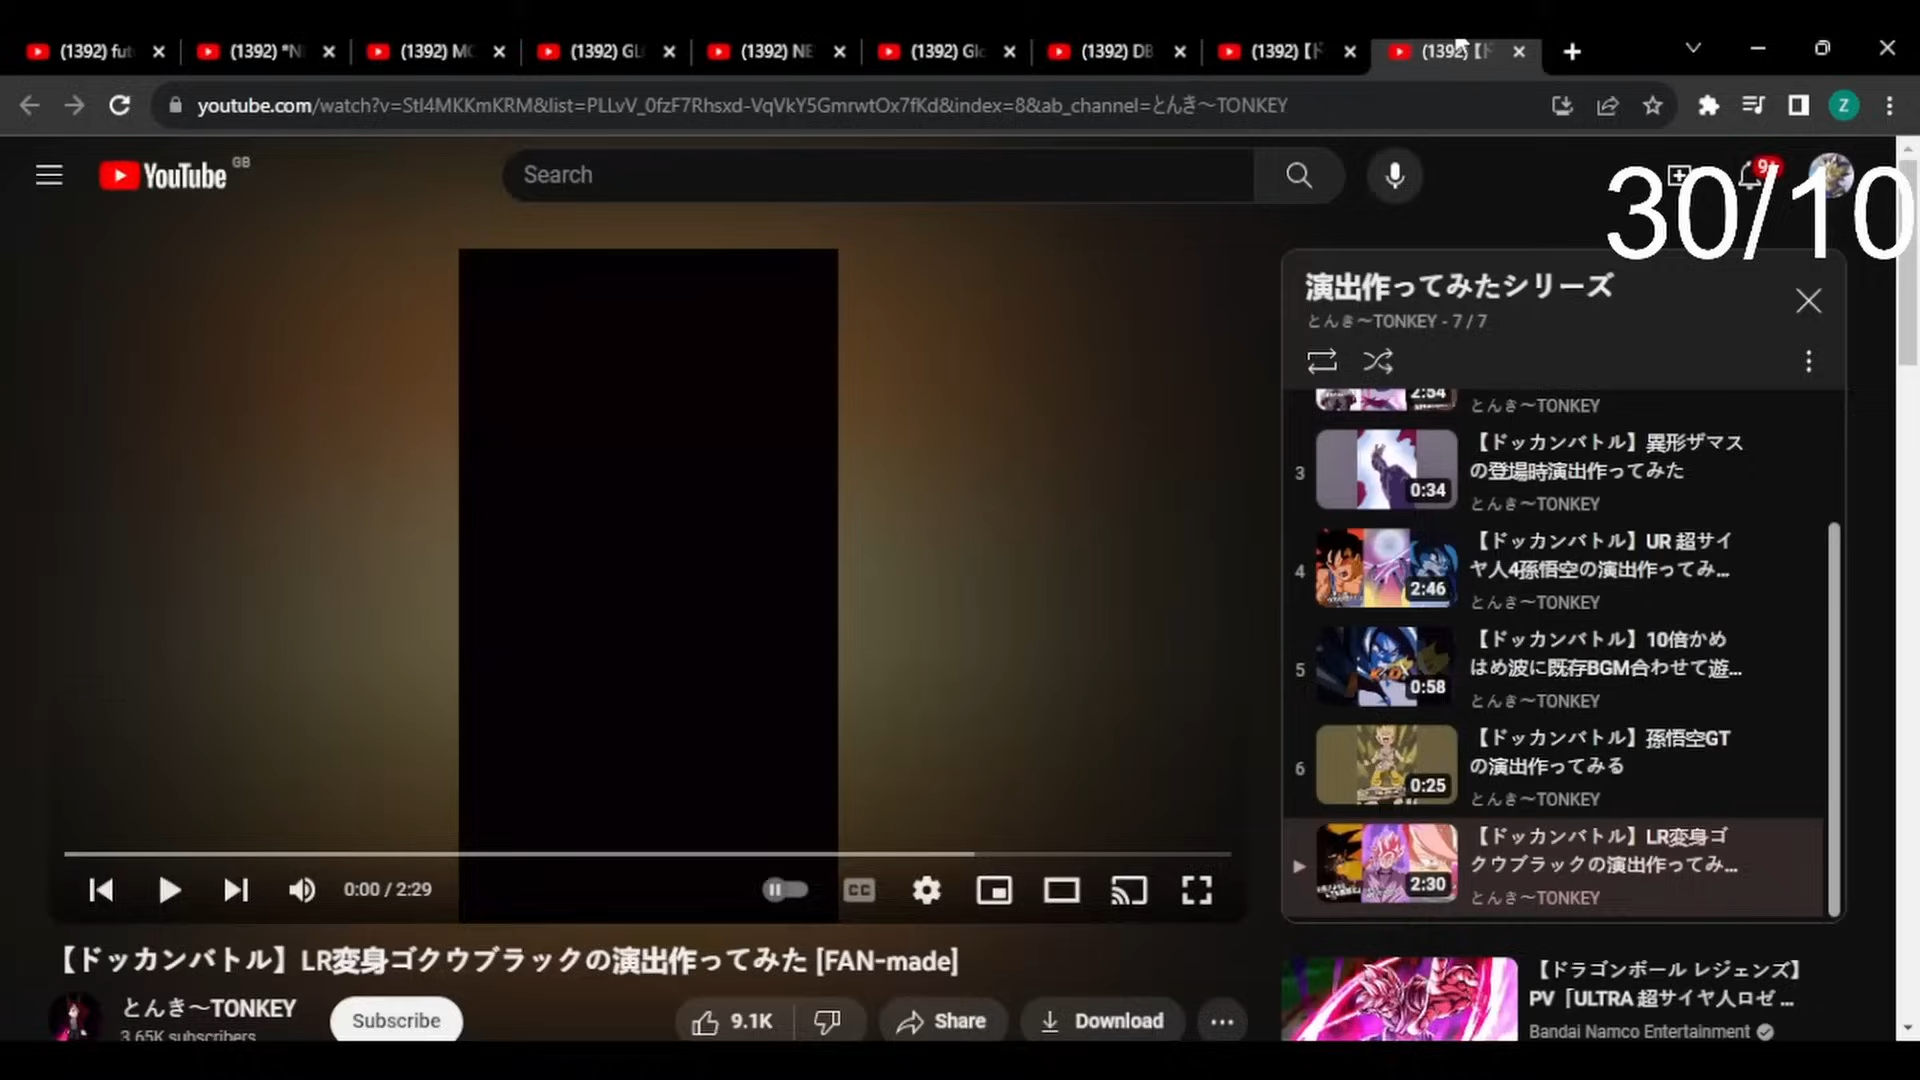 (1392) fut
(1392) *NE
(1392) MC
(1392) GL
(1392) NE
(1392) Glo
(1392) DB
(1392)【ド
(1392)【ド
youtube.com/watch?v=Stl4MKKmKRM&list=PLLvV_0fzF7Rhsxd-VqVkY5GmrwtOx7fKd&index=8&ab_channel=とんき〜TONKEY
Z
YouTube GB
Search
9+
30/10
演出作ってみたシリーズ
とんき〜TONKEY - 7 / 7
2:54
とんき〜TONKEY
3
0:34
【ドッカンバトル】異形ザマス
の登場時演出作ってみた
とんき〜TONKEY
4
2:46
【ドッカンバトル】UR 超サイ
ヤ人4孫悟空の演出作ってみ...
とんき〜TONKEY
5
0:58
【ドッカンバトル】10倍かめ
はめ波に既存BGM合わせて遊...
とんき〜TONKEY
6
0:25
【ドッカンバトル】孫悟空GT
の演出作ってみる
とんき〜TONKEY
2:30
【ドッカンバトル】LR変身ゴ
クウブラックの演出作ってみ...
とんき〜TONKEY
0:00 / 2:29
CC
【ドッカンバトル】LR変身ゴクウブラックの演出作ってみた [FAN-made]
とんき〜TONKEY
3.65K subscribers
Subscribe
9.1K
Share
Download
【ドラゴンボール レジェンズ】
PV「ULTRA 超サイヤ人ロゼ ...
Bandai Namco Entertainment